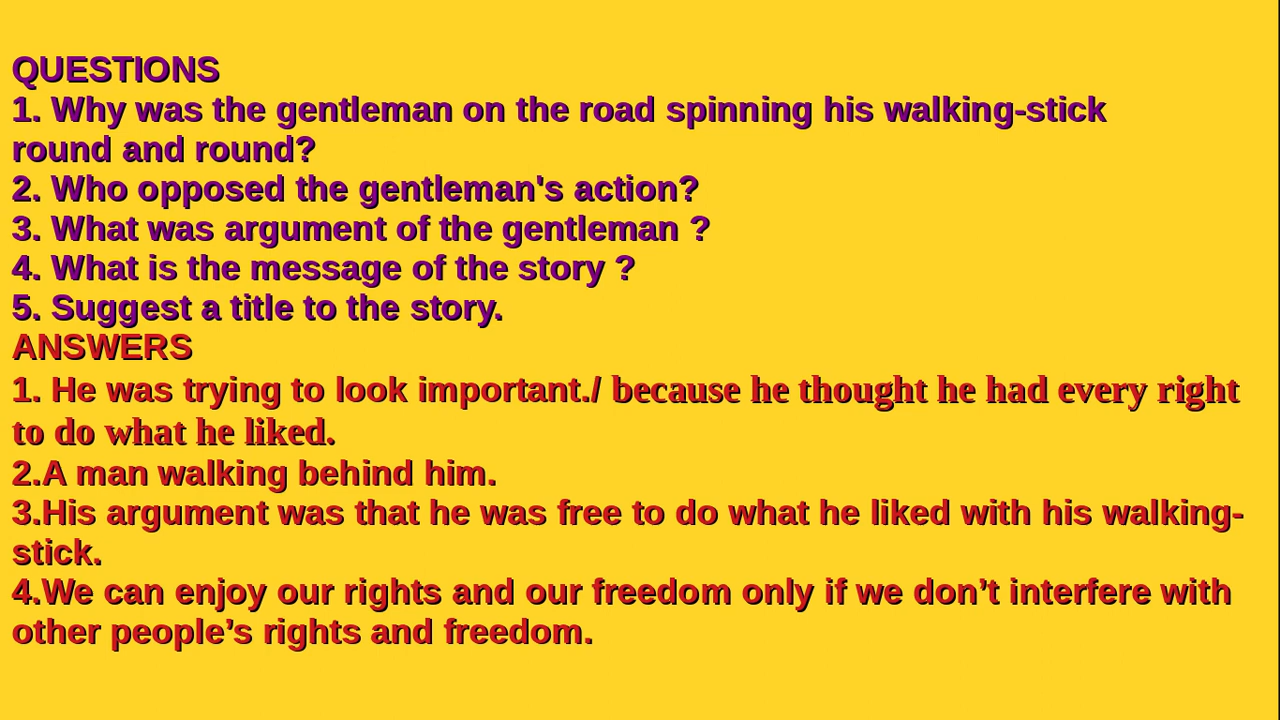 QUESTIONS
1. Why was the gentleman on the road spinning his walking-stick
round and round?
2. Who opposed the gentleman's action?
3. What was argument of the gentleman ?
4. What is the message of the story ?
5. Suggest a title to the story.
ANSWERS
1. He was trying to look important./ because he thought he had every right
to do what he liked.
2.A man walking behind him.
3.His argument was that he was free to do what he liked with his walking-
stick.
4.We can enjoy our rights and our freedom only if we don’t interfere with
other people’s rights and freedom.